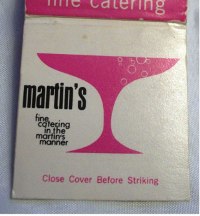 fine catering
martin's
fine
catering
in the
martin's
manner
Close Cover Before Striking